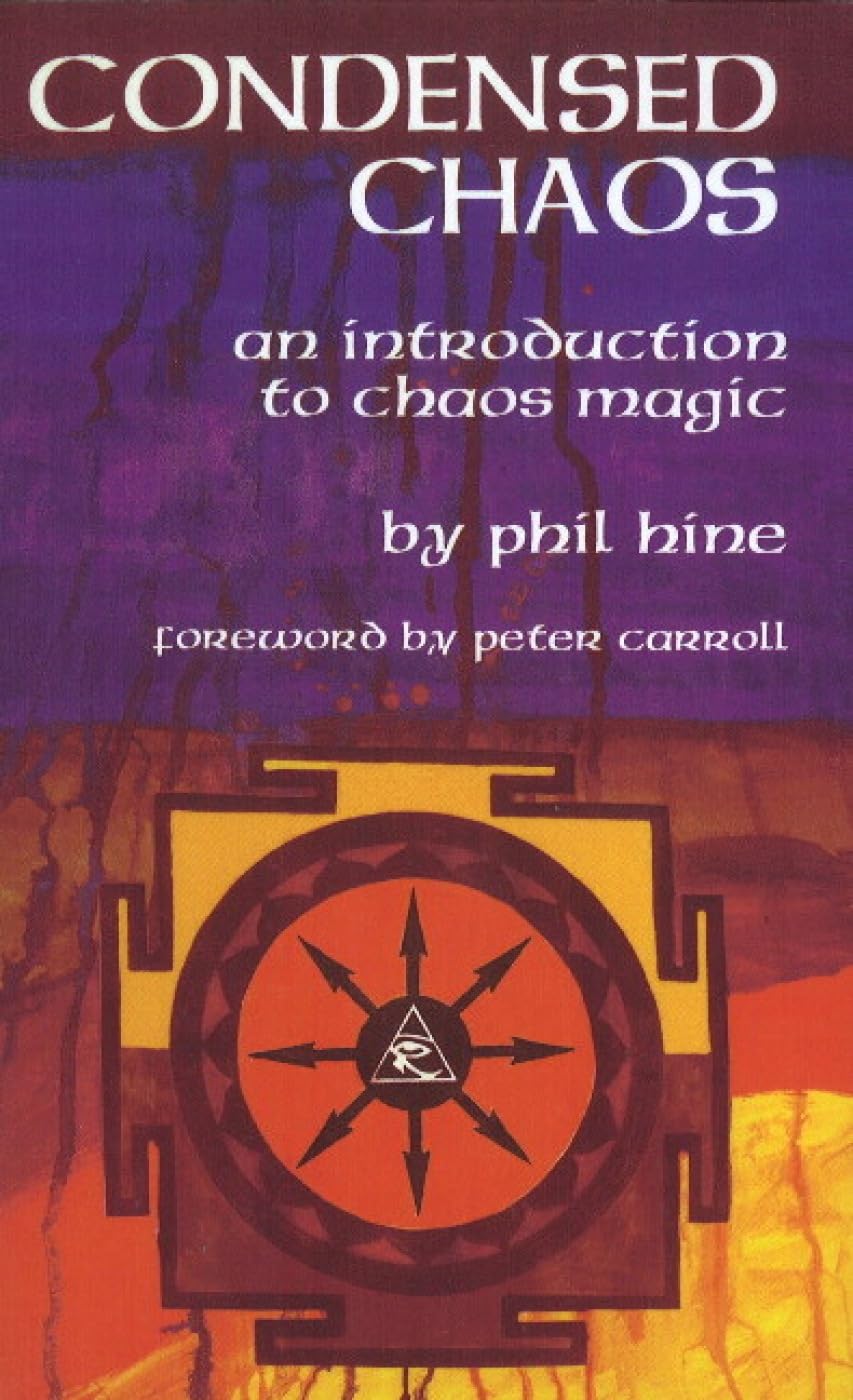 CONDENSED
CHAOS
an introduction
to chaos magic
by phil hine
foreword by peter carroll